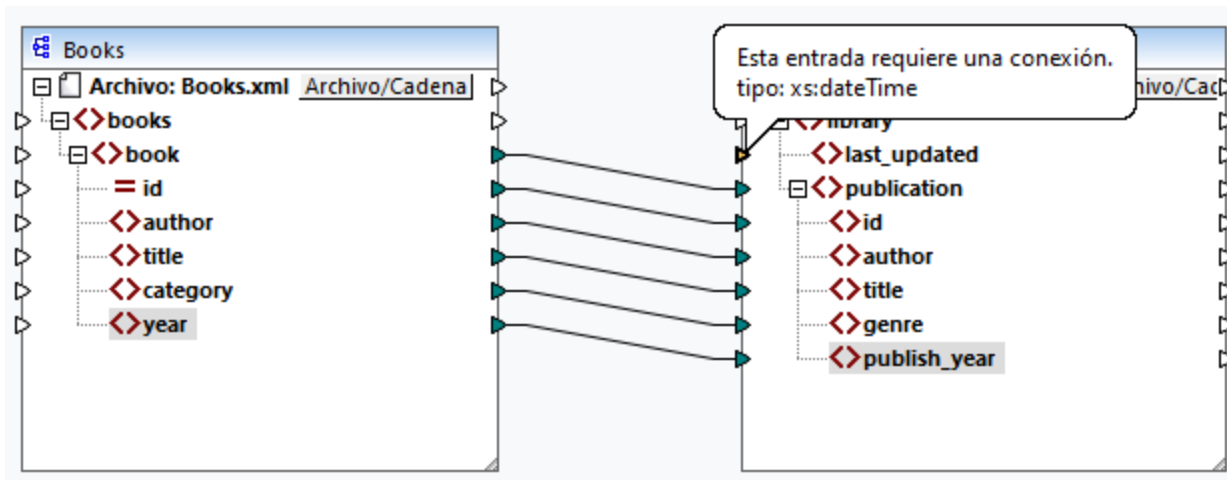 Books
Archivo: Books.xml Archivo/Cadena
books
book
= id
author
title
category
year
Esta entrada requiere una conexión.
tipo: xs:dateTime
library
last_updated
publication
id
author
title
genre
publish_year